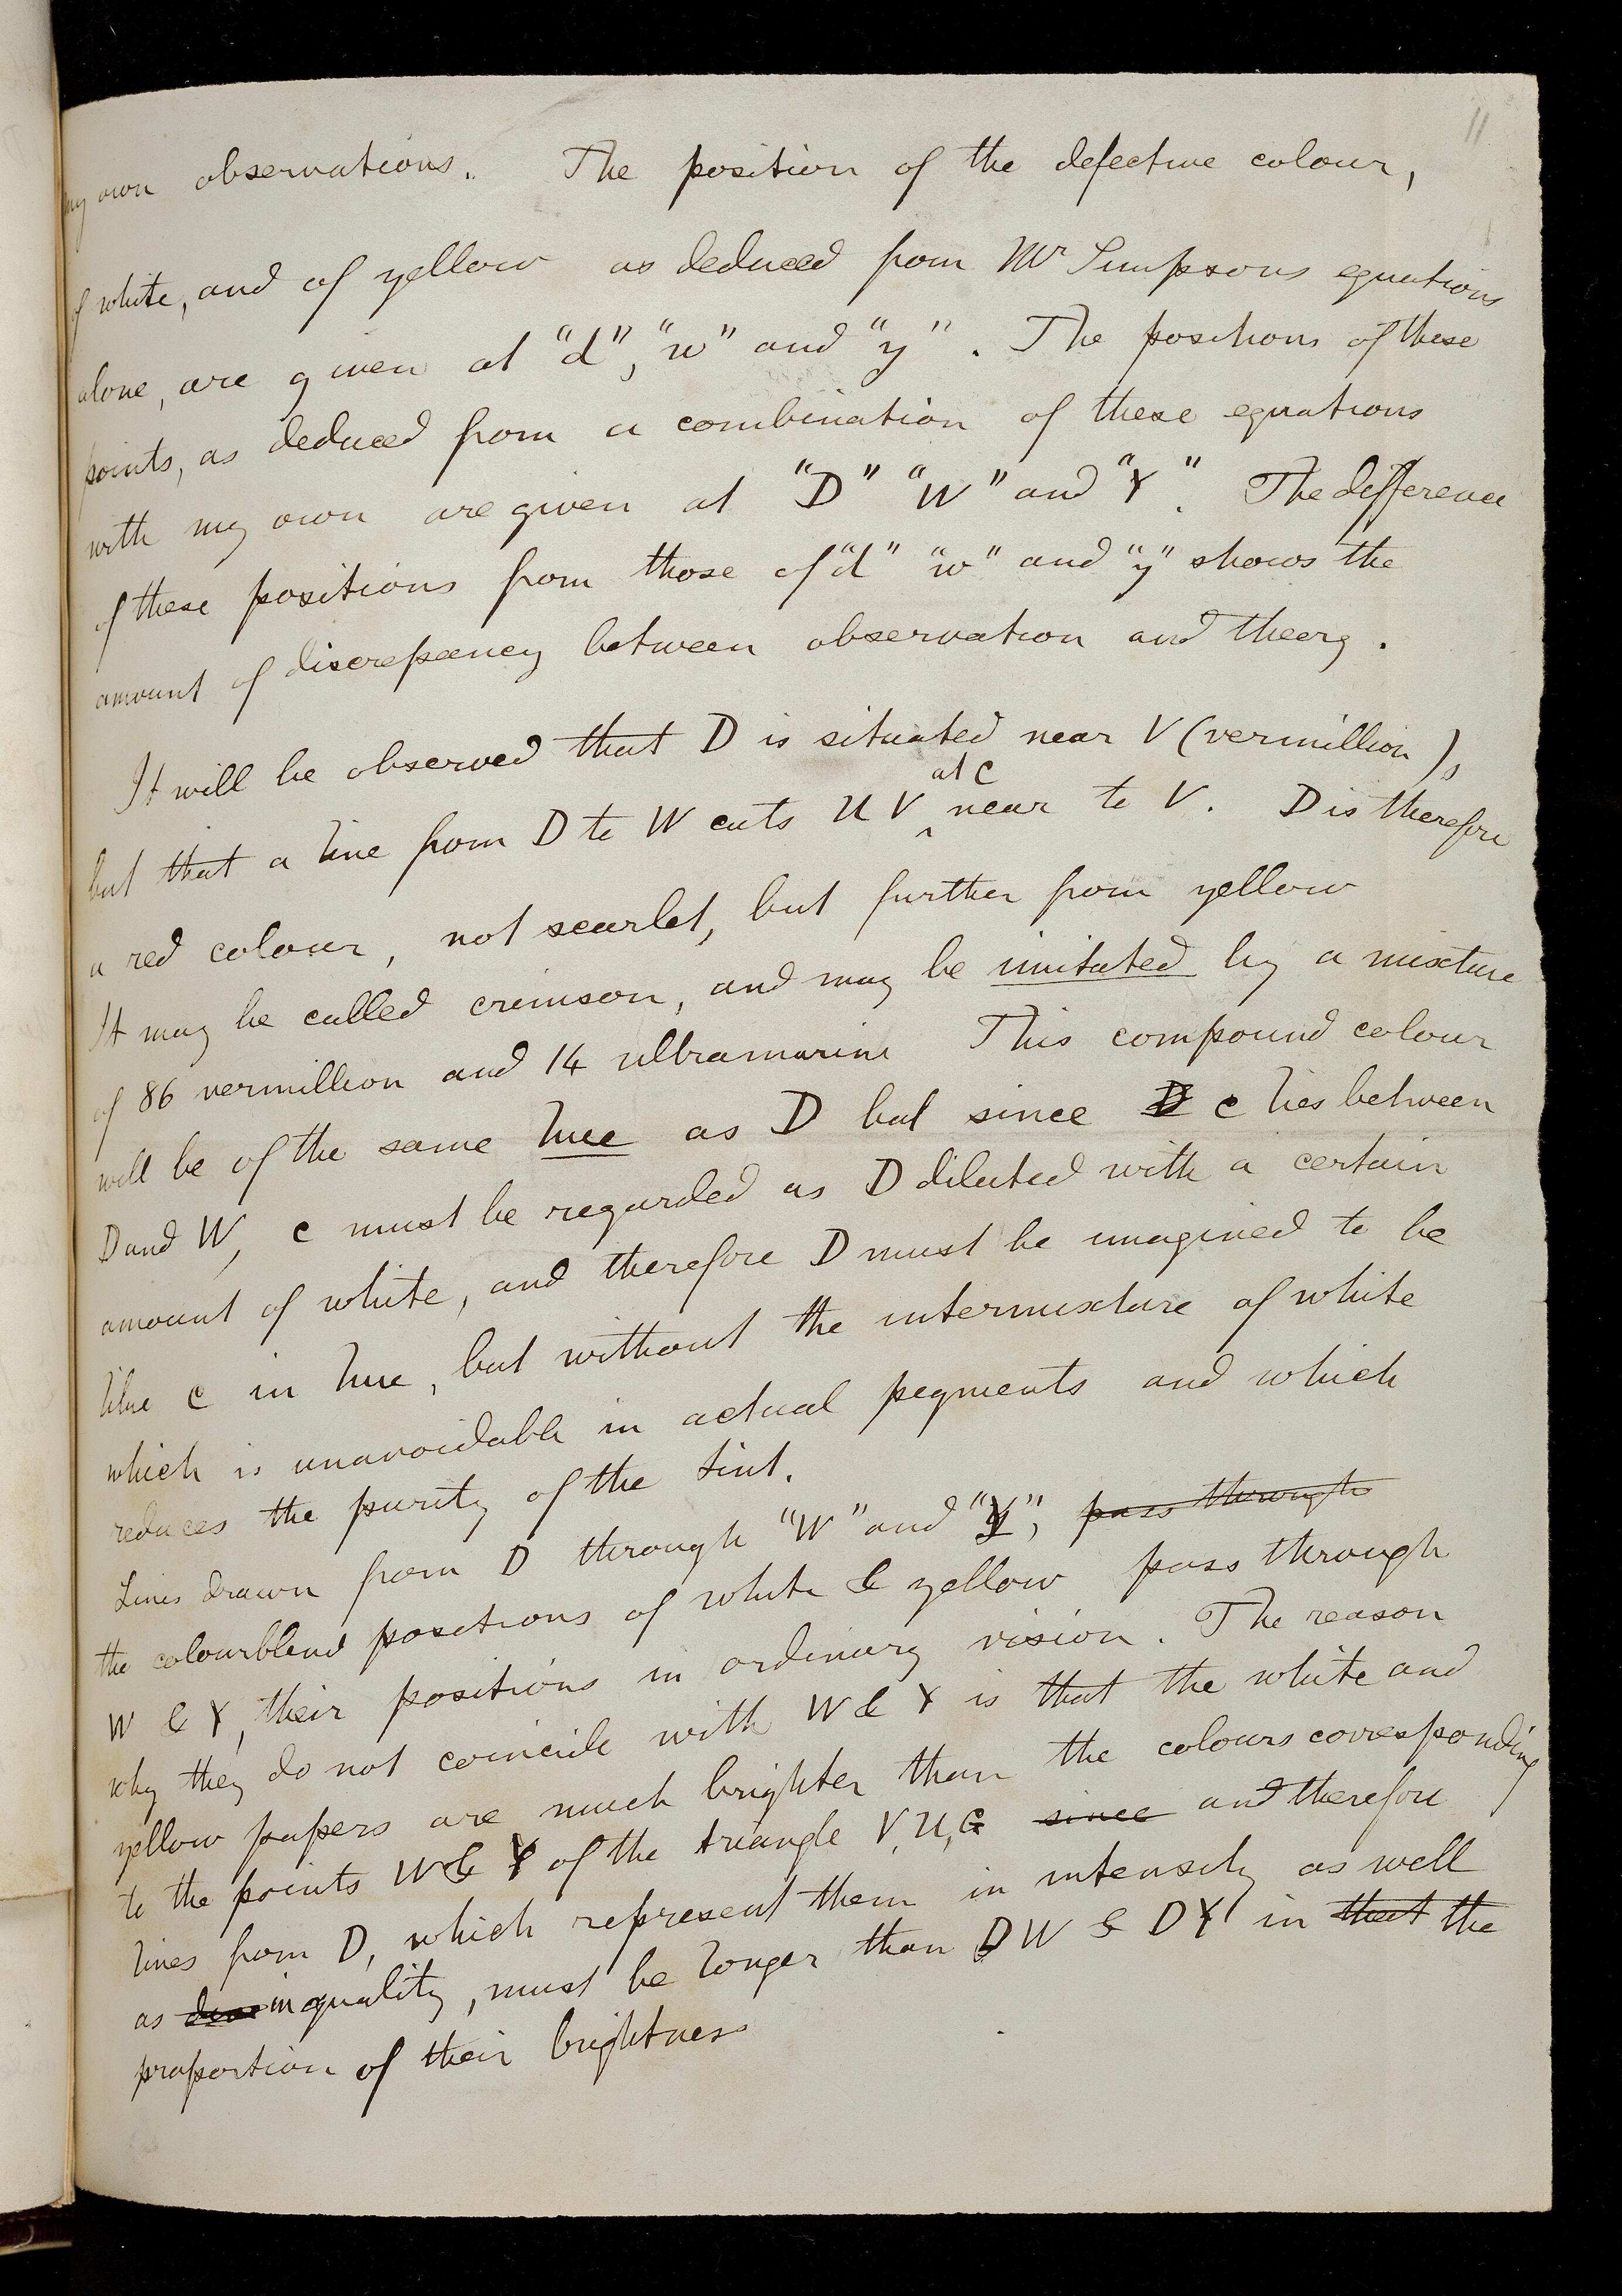 11
my own observations. The position of the defective colour,
of white, and of yellow as deduced from Mr Simpsons equations
alone, are given at "d", "w" and "y". The positions of these
points, as deduced from a combination of these equations
with my own are given at "D" "W" and "Y". The difference
of these positions from those of "d" "w" and "y" shows the
amount of discrepancy between observation and theory.
It will be observed that D is situated near V (vermillion),
at C
but that a line from D to W cuts U V ‸ near to V. D is therefore
a red colour, not scarlet, but further from yellow
It may be called crimson, and may be imitated by a mixture
of 86 vermillion and 14 ultramarine This compound colour
will be of the same hue as D but since D c lies between
D and W, c must be regarded as D diluted with a certain
amount of white, and therefore D must be imagined to be
like c in hue, but without the intermixture of white
which is unavoidable in actual pegments and which
reduces the purity of the tint.
Lines drawn from D through "W" and "Y", pass through
the colourblind positions of white & yellow pass through
W & Y, their positions in ordinary vision. The reason
why they do not coincide with W & Y is that the white and
yellow papers are much brighter than the colours corresponding
to the points W & Y of the triangle V, U, G since and therefore
lines from D, which represent them in intensity as well
as in quality, must be longer than D W & D Y in that the
proportion of their brightness